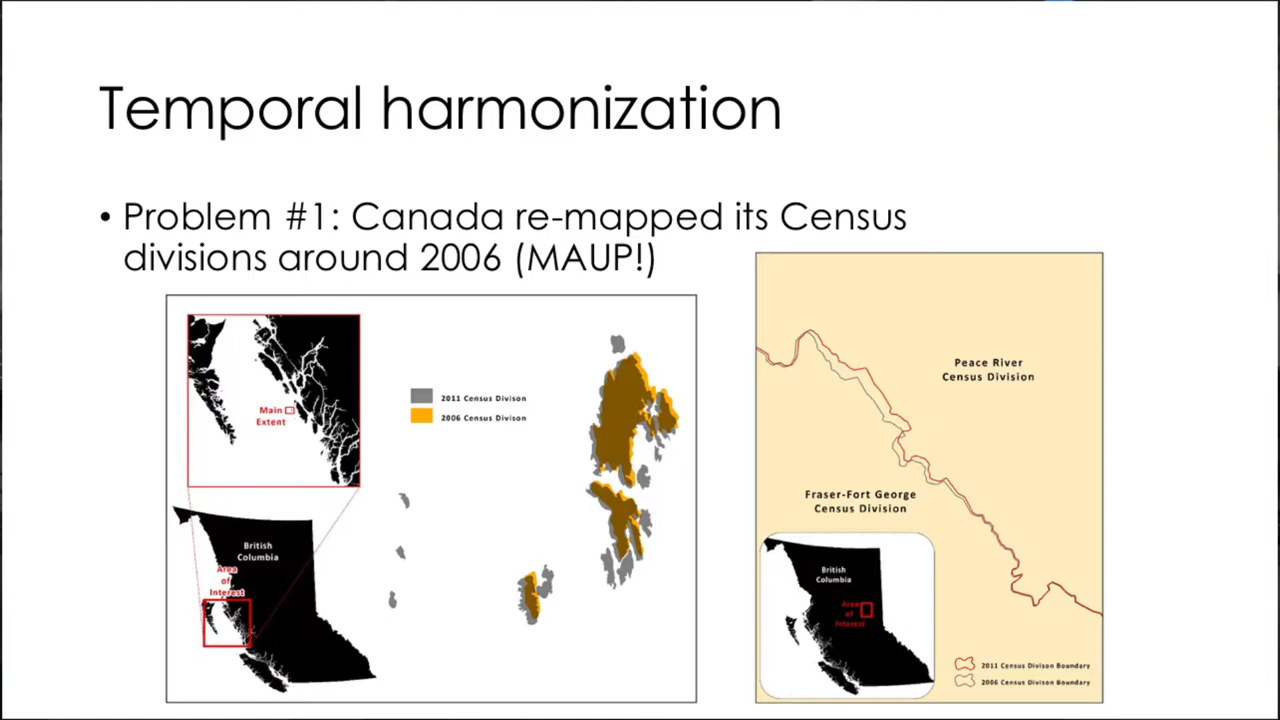 Temporal harmonization
• Problem #1: Canada re-mapped its Census
divisions around 2006 (MAUP!)
Main
Extent
2011 Census Divison
2006 Census Divison
British
Columbia
Area
of
Interest
Peace River
Census Division
Fraser-Fort George
Census Division
British
Columbia
Area
of
Interest
2011 Census Divison Boundary
2006 Census Divison Boundary